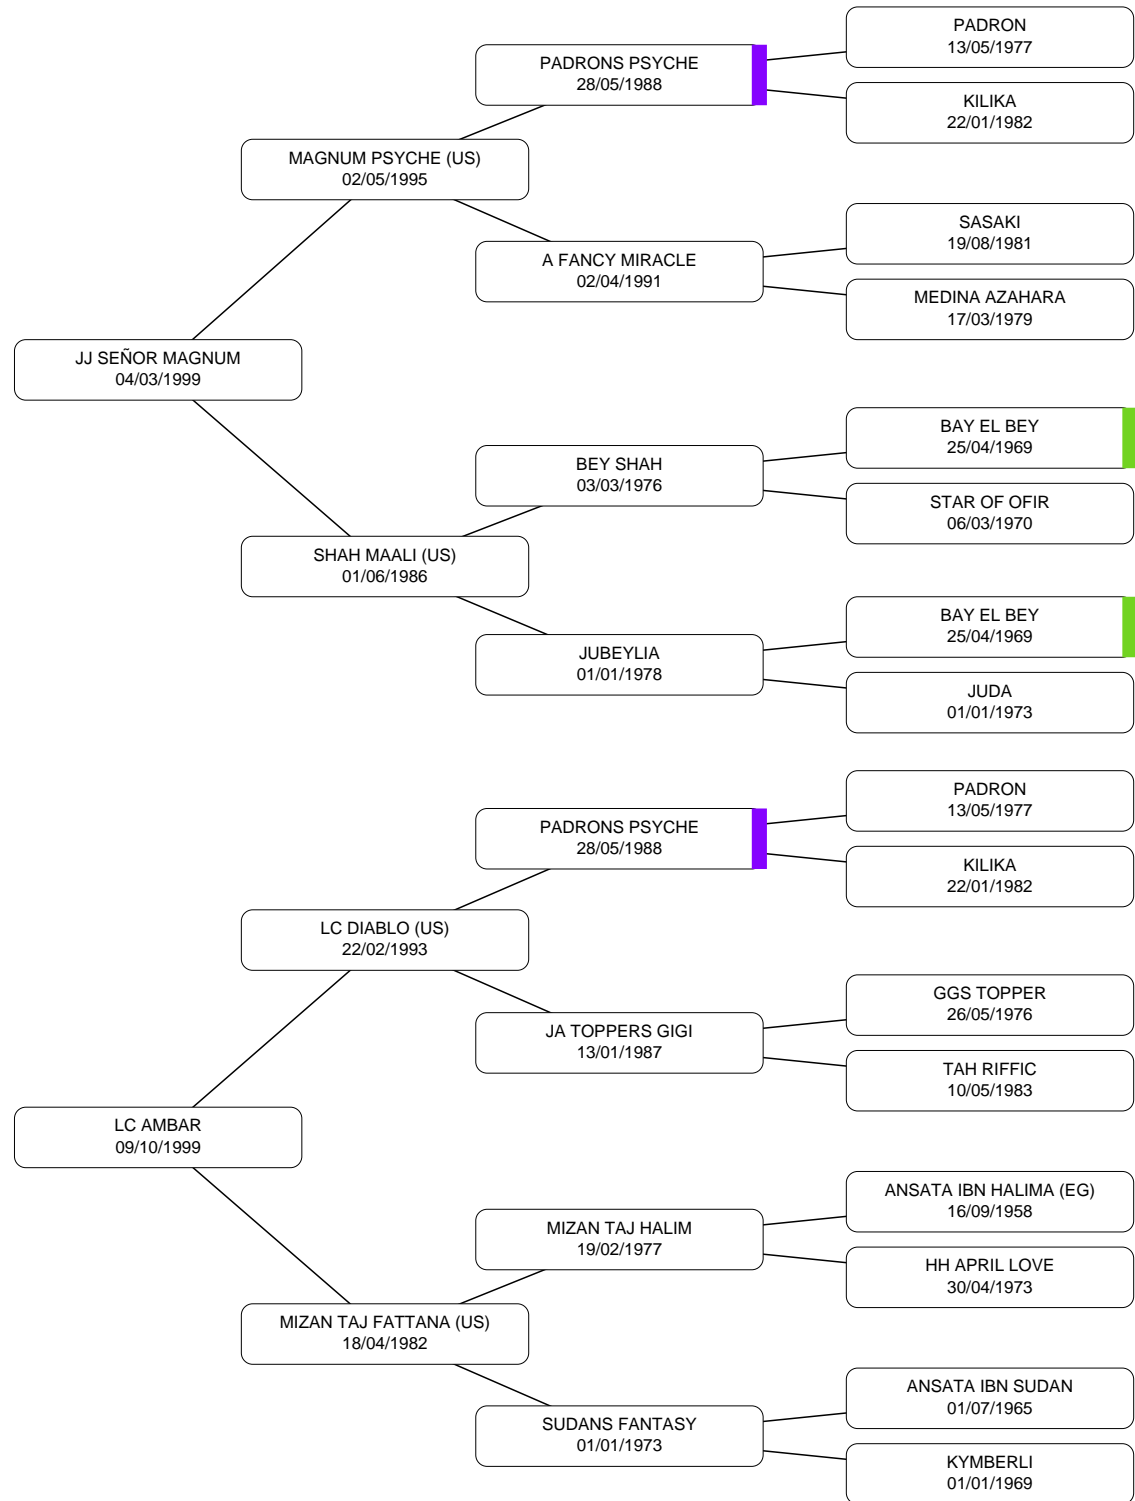 PADRON
13/05/1977
PADRONS PSYCHE
28/05/1988
KILIKA
22/01/1982
MAGNUM PSYCHE (US)
02/05/1995
SASAKI
19/08/1981
A FANCY MIRACLE
02/04/1991
MEDINA AZAHARA
17/03/1979
JJ SEÑOR MAGNUM
04/03/1999
BAY EL BEY
25/04/1969
BEY SHAH
03/03/1976
STAR OF OFIR
06/03/1970
SHAH MAALI (US)
01/06/1986
BAY EL BEY
25/04/1969
JUBEYLIA
01/01/1978
JUDA
01/01/1973
PADRON
13/05/1977
PADRONS PSYCHE
28/05/1988
KILIKA
22/01/1982
LC DIABLO (US)
22/02/1993
GGS TOPPER
26/05/1976
JA TOPPERS GIGI
13/01/1987
TAH RIFFIC
10/05/1983
LC AMBAR
09/10/1999
ANSATA IBN HALIMA (EG)
16/09/1958
MIZAN TAJ HALIM
19/02/1977
HH APRIL LOVE
30/04/1973
MIZAN TAJ FATTANA (US)
18/04/1982
ANSATA IBN SUDAN
01/07/1965
SUDANS FANTASY
01/01/1973
KYMBERLI
01/01/1969